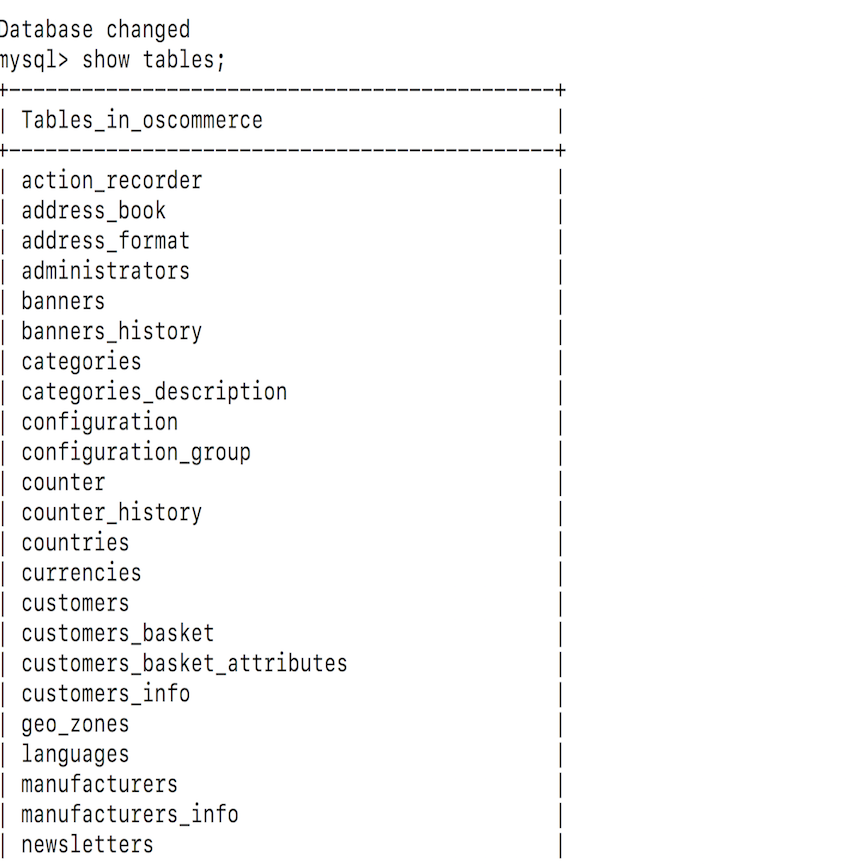 Database changed
mysql> show tables;
+---------------------------------------------+
| Tables_in_oscommerce                        |
+---------------------------------------------+
| action_recorder                             |
| address_book                                |
| address_format                              |
| administrators                              |
| banners                                     |
| banners_history                             |
| categories                                  |
| categories_description                      |
| configuration                               |
| configuration_group                         |
| counter                                     |
| counter_history                             |
| countries                                   |
| currencies                                  |
| customers                                   |
| customers_basket                            |
| customers_basket_attributes                 |
| customers_info                              |
| geo_zones                                   |
| languages                                   |
| manufacturers                               |
| manufacturers_info                          |
| newsletters                                 |